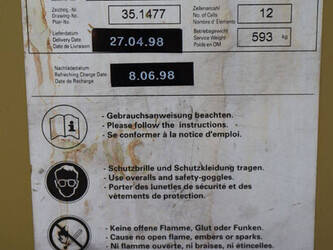 Zeichng.-Nr. 35.1477 Zellenanzahl 12
Drawing-No. No. of Cells
Plan No. Nombre d' Elements
Lieferdatum 27.04.98 Betriebsgewicht 593 kg
Delivery Date Service Weight
Date de Livraison Poids en OM
Nachladedatum 8.06.98
Refreshing Charge Date
Date de Recharge
- Gebrauchsanweisung beachten.
- Please follow the instructions.
- Se conformer à la notice d'emploi.
- Schutzbrille und Schutzkleidung tragen.
- Use overalls and safety-goggles.
- Porter des lunettes de sécurité et des
vêtements de protection.
- Keine offene Flamme, Glut oder Funken.
- Cause no open flame, embers or sparks.
- Ni flamme ouverte, ni braises, ni étincelles